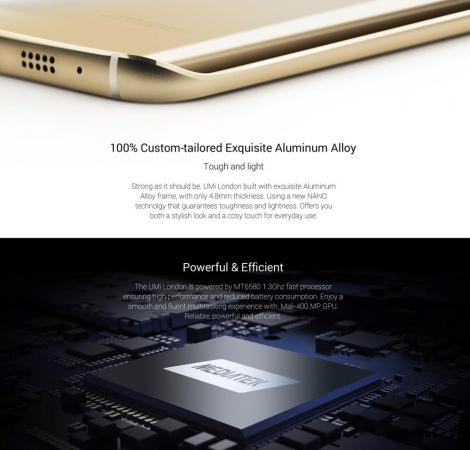 100% Custom-tailored Exquisite Aluminum Alloy
Tough and light
Strong as it should be. UMi London built with exquisite Aluminum
Alloy frame, with only 4.8mm thickness. Using a new NANO
technolgy that guarantees toughness and lightness. Offers you
both a stylish look and a cosy touch for everyday use.
Powerful & Efficient
The UMi London is powered by MT6580 1.3Ghz fast processor
ensuring high performance and reduced battery consumption. Enjoy a
smooth and fluent multitasking experience with Mali-400 MP GPU.
Reliable, powerful and efficient.
MEDIATEK